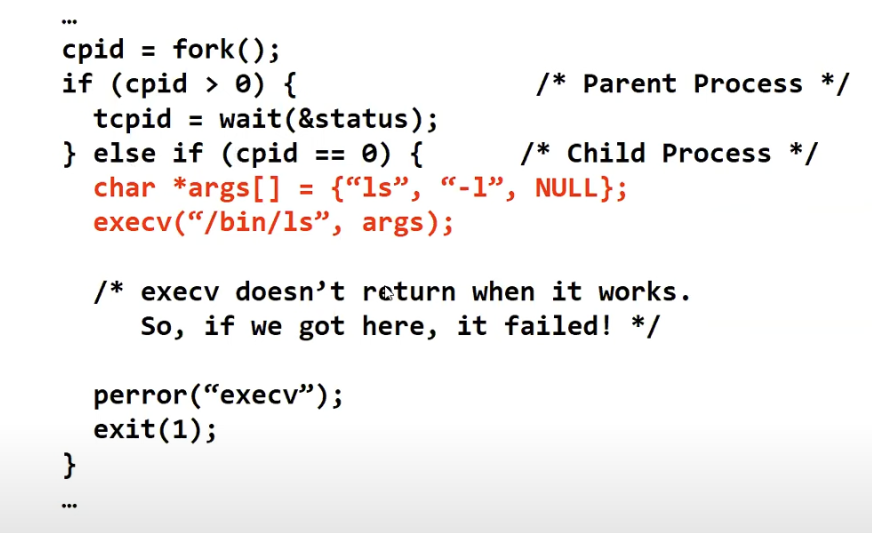 …
cpid = fork();
if (cpid > 0) { /* Parent Process */
tcpid = wait(&status);
} else if (cpid == 0) { /* Child Process */
char *args[] = {“ls”, “-l”, NULL};
execv(“/bin/ls”, args);
/* execv doesn’t return when it works.
So, if we got here, it failed! */
perror(“execv”);
exit(1);
}
…